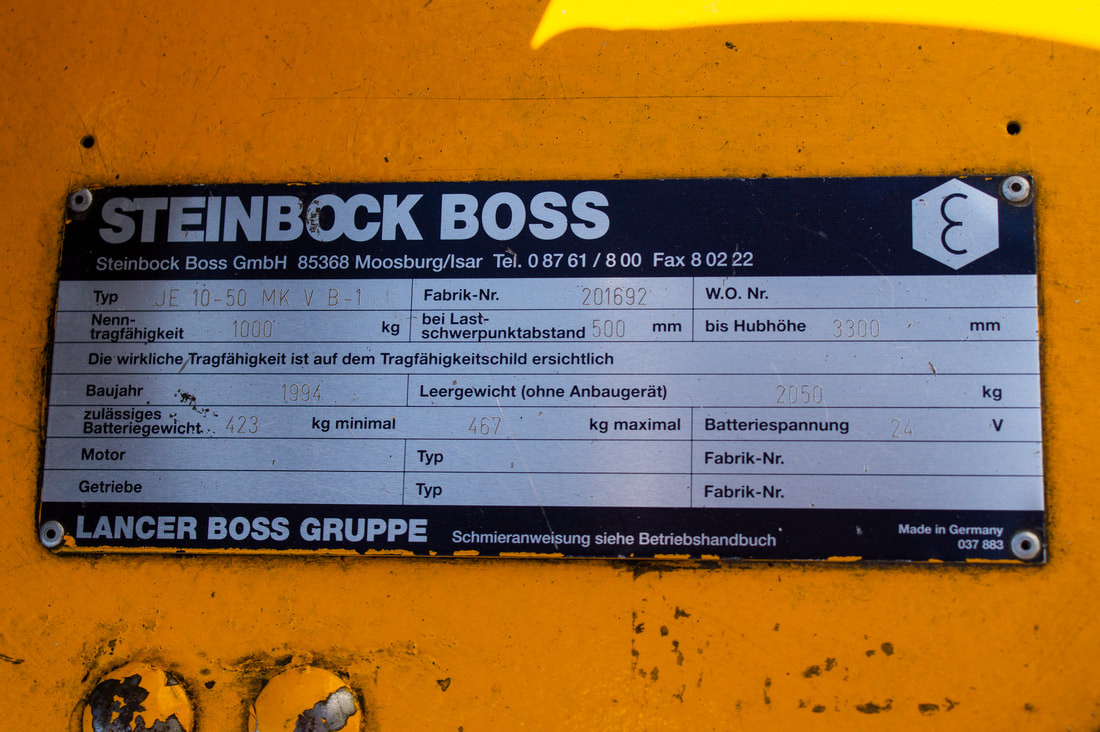 STEINBOCK BOSS
Steinbock Boss GmbH 85368 Moosburg/Isar Tel. 0 87 61 / 8 00 Fax 8 02 22
Typ JE 10-50 MK V B-1 Fabrik-Nr. 201692 W.O. Nr.
Nenn-
tragfähigkeit 1000 kg
bei Last-
schwerpunktabstand 500 mm
bis Hubhöhe 3300 mm
Die wirkliche Tragfähigkeit ist auf dem Tragfähigkeitschild ersichtlich
Baujahr 1994 Leergewicht (ohne Anbaugerät) 2050 kg
zulässiges
Batteriegewicht 423 kg minimal 467 kg maximal Batteriespannung 24 V
Motor Typ Fabrik-Nr.
Getriebe Typ Fabrik-Nr.
LANCER BOSS GRUPPE Schmieranweisung siehe Betriebshandbuch
Made in Germany
037 883